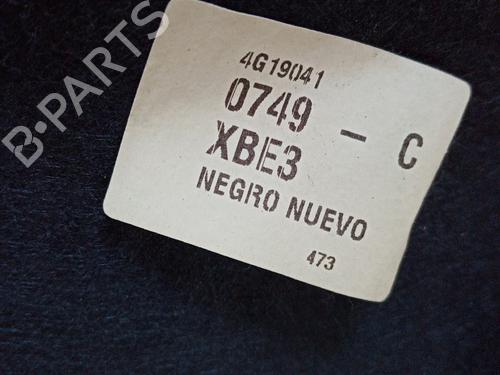 B-PARTS
4G19041
0749 - C
XBE3
NEGRO NUEVO
473